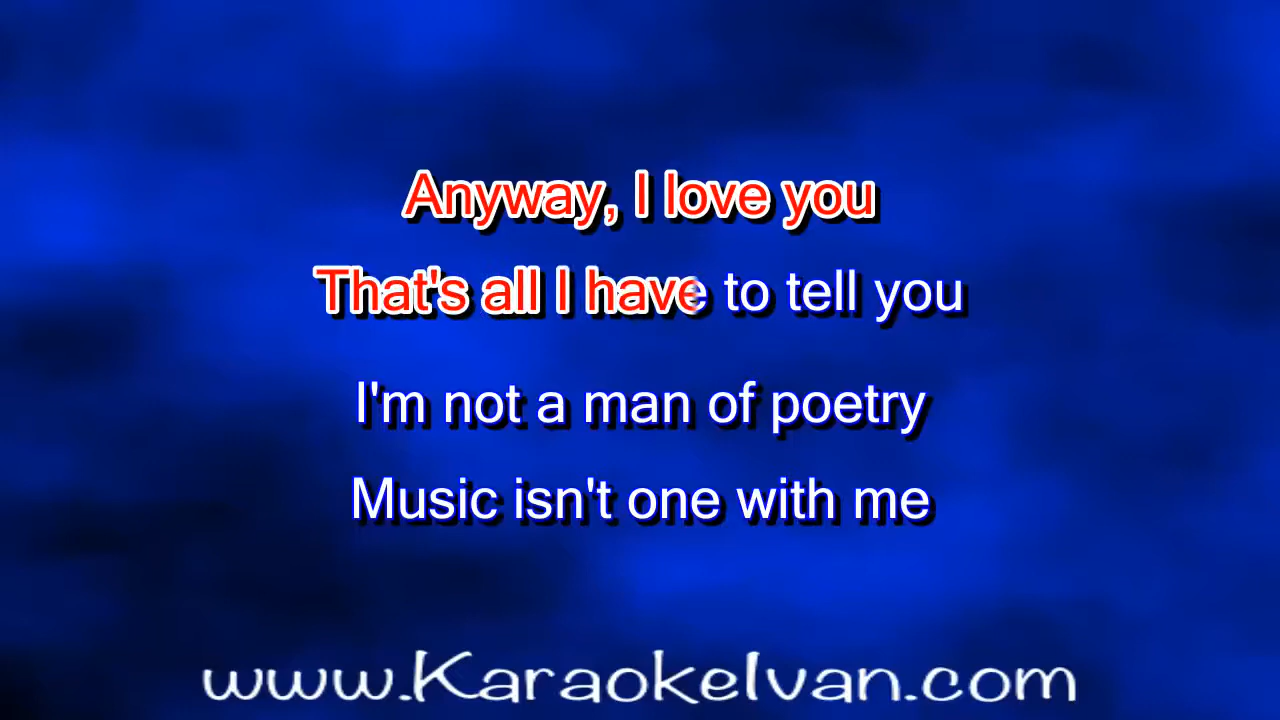 Anyway, I love you
That's all I have to tell you
I'm not a man of poetry
Music isn't one with me
www.KaraokeIvan.com